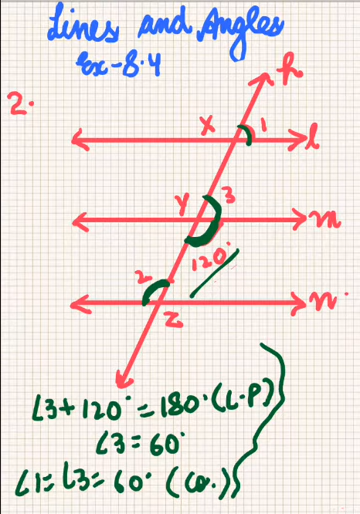 Lines and Angles
Ex-8.4
2.
h
X
1
l
Y
3
m
120°
2
n
Z
∠3+120°=180°(L.P)
∠3=60°
∠1=∠3=60° (co.)